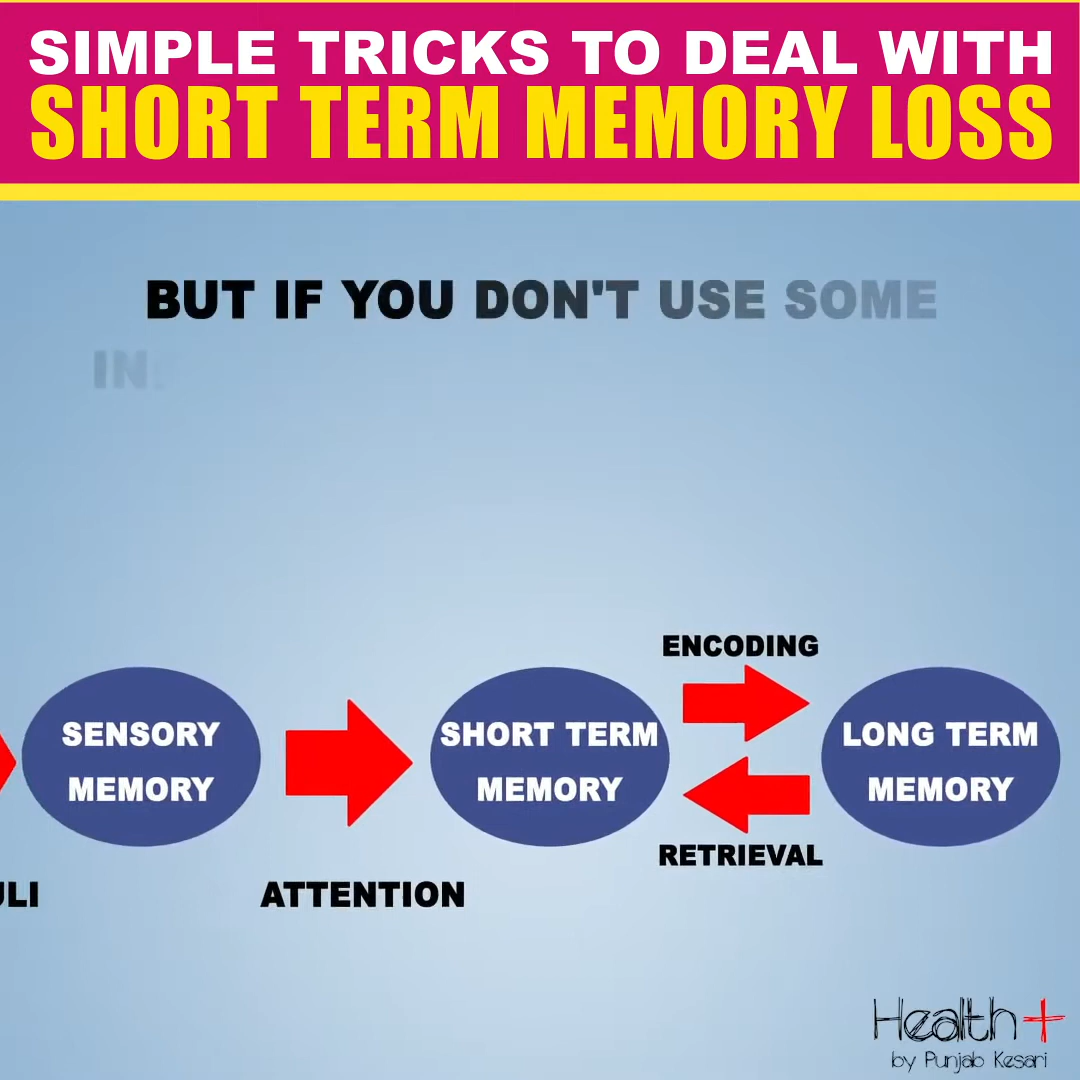 SIMPLE TRICKS TO DEAL WITH
SHORT TERM MEMORY LOSS
BUT IF YOU DON'T USE SOME
ENCODING
SENSORY
MEMORY
SHORT TERM
MEMORY
LONG TERM
MEMORY
RETRIEVAL
ATTENTION
Health+
by Punjab Kesari